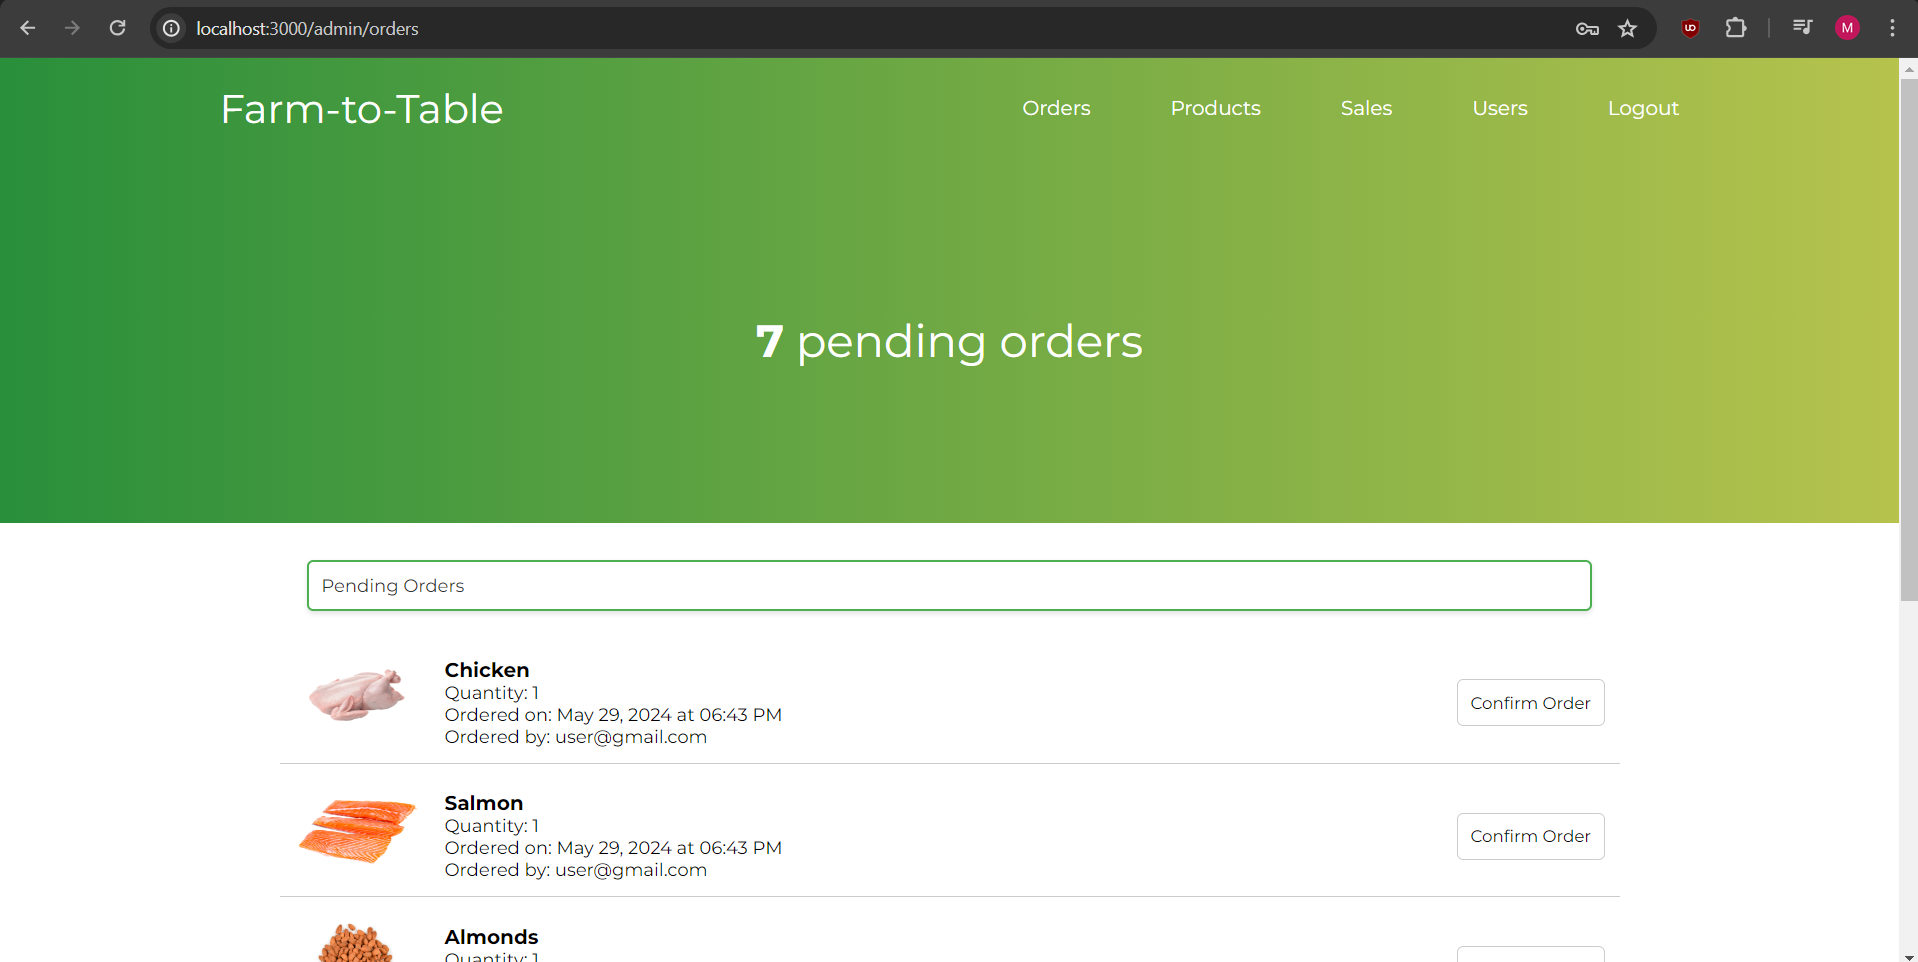 localhost:3000/admin/orders
M
Farm-to-Table
Orders
Products
Sales
Users
Logout
7 pending orders
Pending Orders
Chicken
Quantity: 1
Ordered on: May 29, 2024 at 06:43 PM
Ordered by: user@gmail.com
Confirm Order
Salmon
Quantity: 1
Ordered on: May 29, 2024 at 06:43 PM
Ordered by: user@gmail.com
Confirm Order
Almonds
Quantity: 1